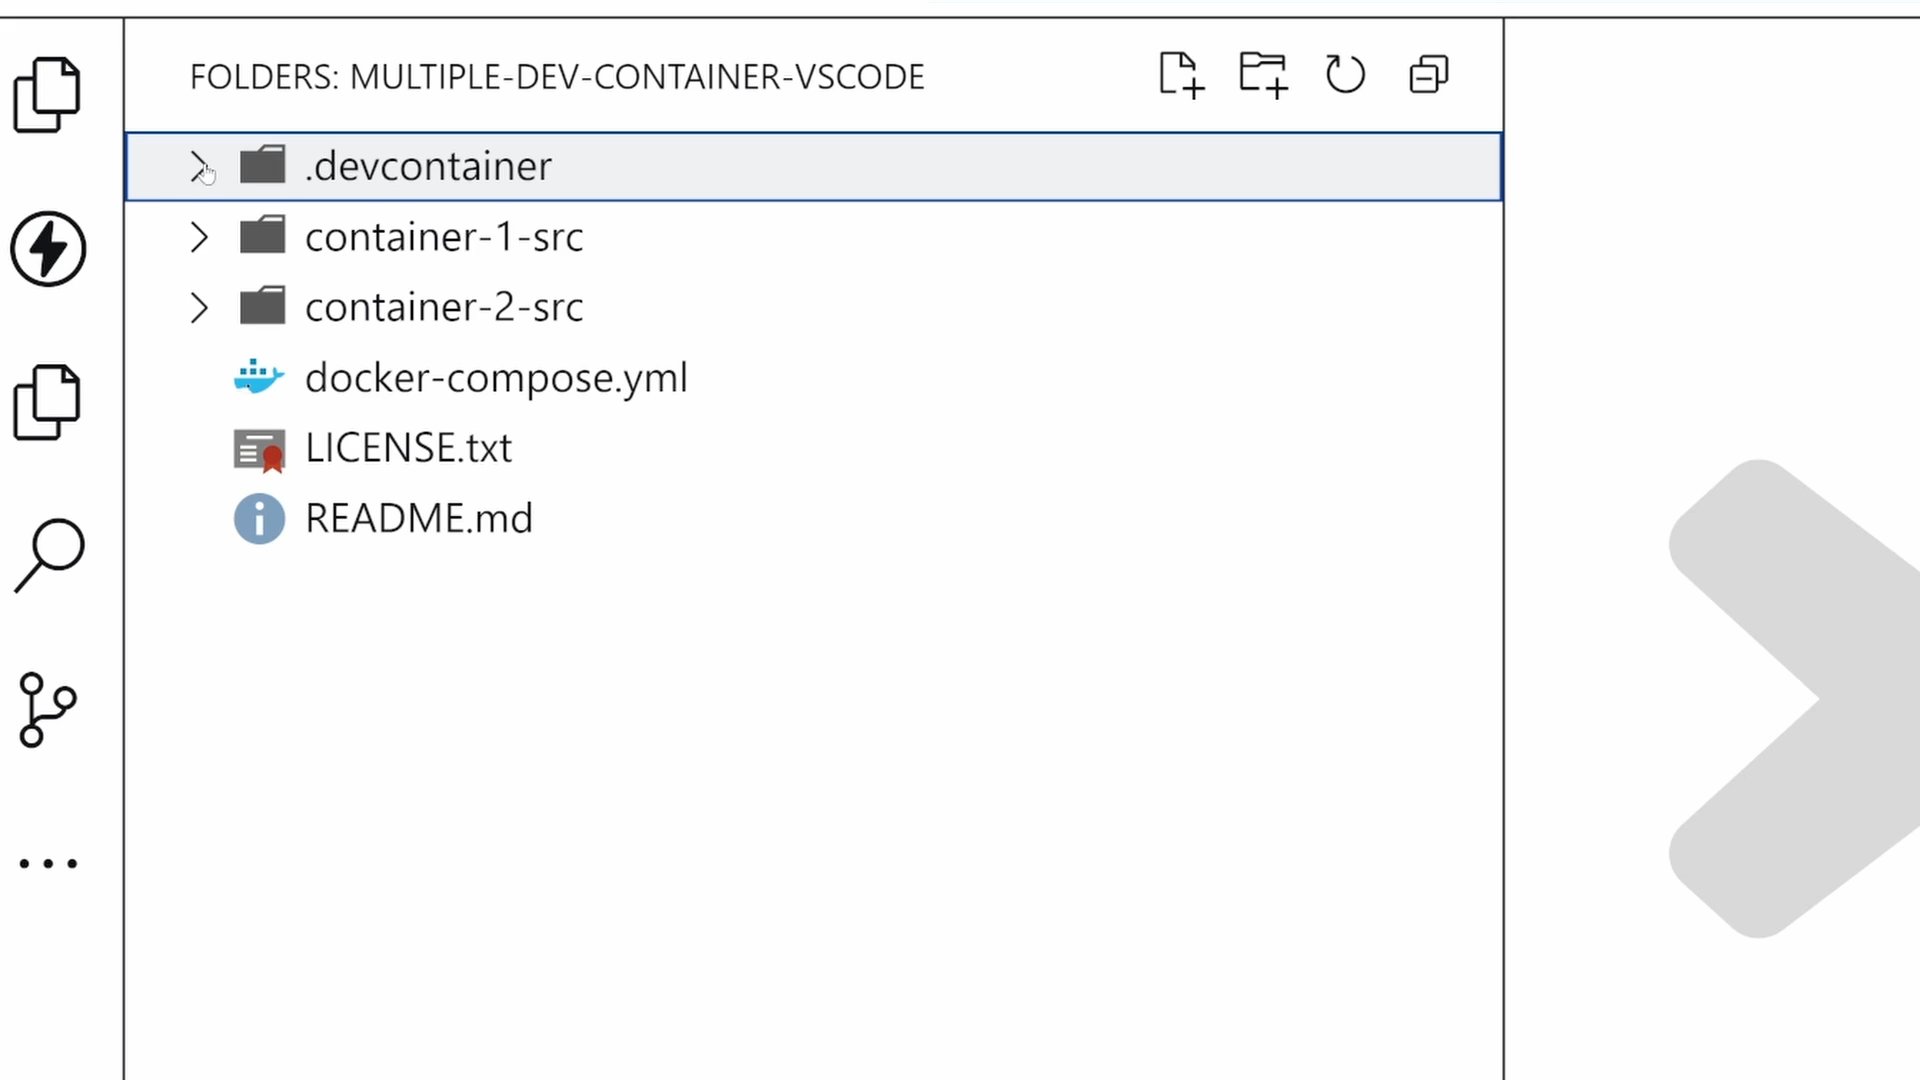 FOLDERS: MULTIPLE-DEV-CONTAINER-VSCODE
.devcontainer
container-1-src
container-2-src
docker-compose.yml
LICENSE.txt
README.md